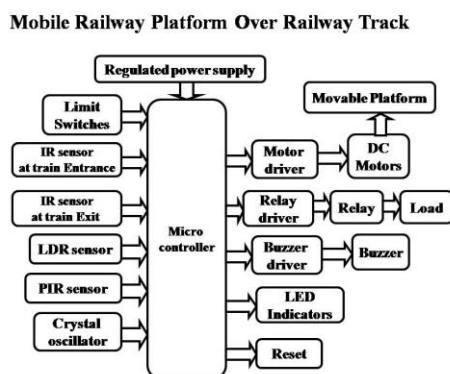 Mobile Railway Platform Over Railway Track
Regulated power supply
Limit
Switches
IR sensor
at train Entrance
IR sensor
at train Exit
LDR sensor
PIR sensor
Crystal
oscillator
Micro
controller
Movable Platform
Motor
driver
DC
Motors
Relay
driver
Relay
Load
Buzzer
driver
Buzzer
LED
Indicators
Reset